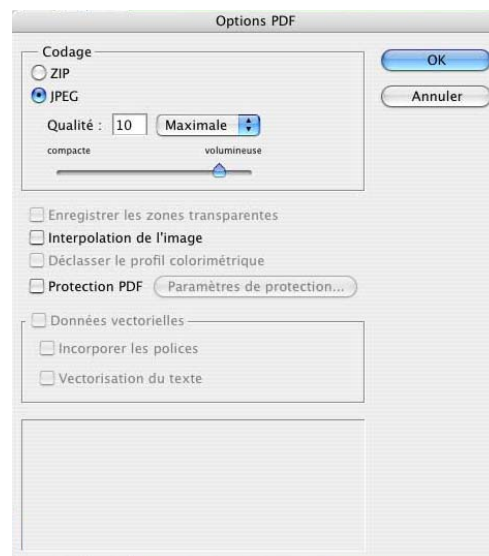 Options PDF
Codage
ZIP
JPEG
Qualité : 10 Maximale
compacte volumineuse
OK
Annuler
Enregistrer les zones transparentes
Interpolation de l'image
Déclasser le profil colorimétrique
Protection PDF Paramètres de protection...
Données vectorielles
Incorporer les polices
Vectorisation du texte